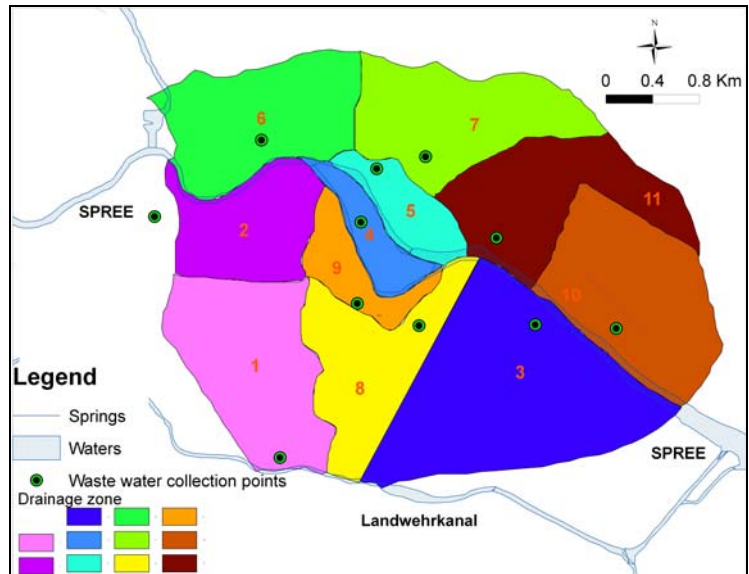 N
0 0.4 0.8 Km
6
7
11
SPREE
2
5
4
9
10
1
8
3
Legend
Springs
Waters
Waste water collection points
Drainage zone
SPREE
Landwehrkanal